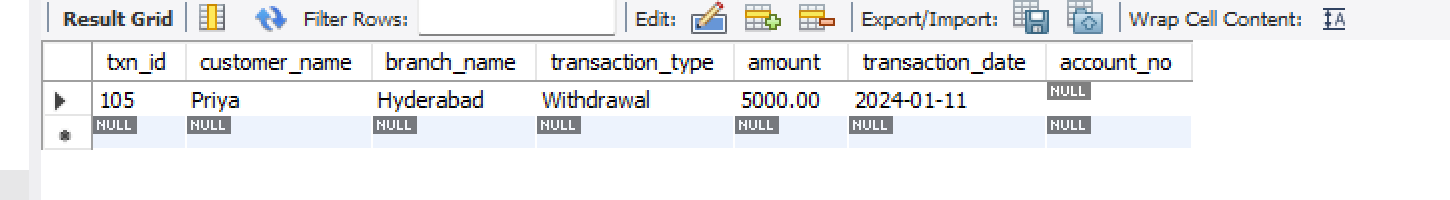 Result Grid Filter Rows: Edit: Export/Import: Wrap Cell Content: IA
txn_id customer_name branch_name transaction_type amount transaction_date account_no
105 Priya Hyderabad Withdrawal 5000.00 2024-01-11 NULL
NULL NULL NULL NULL NULL NULL NULL